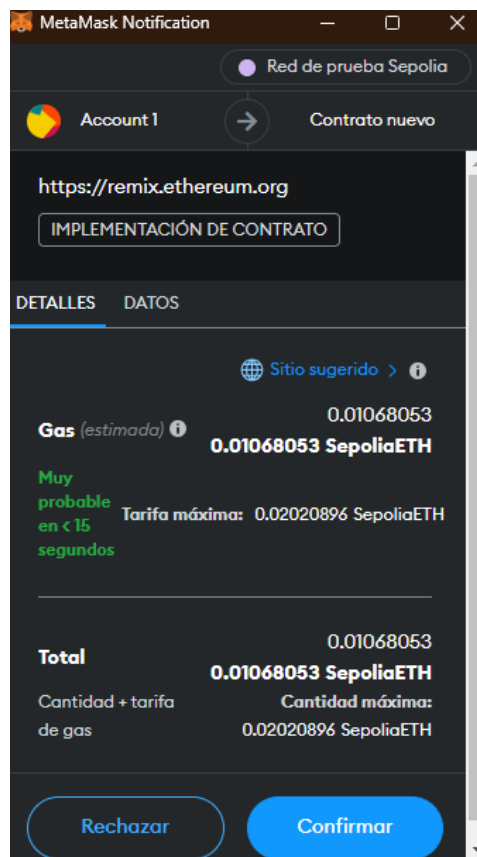 MetaMask Notification
Red de prueba Sepolia
Account 1
Contrato nuevo
https://remix.ethereum.org
IMPLEMENTACIÓN DE CONTRATO
DETALLES DATOS
Sitio sugerido >
0.01068053
Gas (estimada)
0.01068053 SepoliaETH
Muy
probable
en < 15
segundos
Tarifa máxima: 0.02020896 SepoliaETH
0.01068053
Total
0.01068053 SepoliaETH
Cantidad + tarifa
de gas
Cantidad máxima:
0.02020896 SepoliaETH
Rechazar
Confirmar